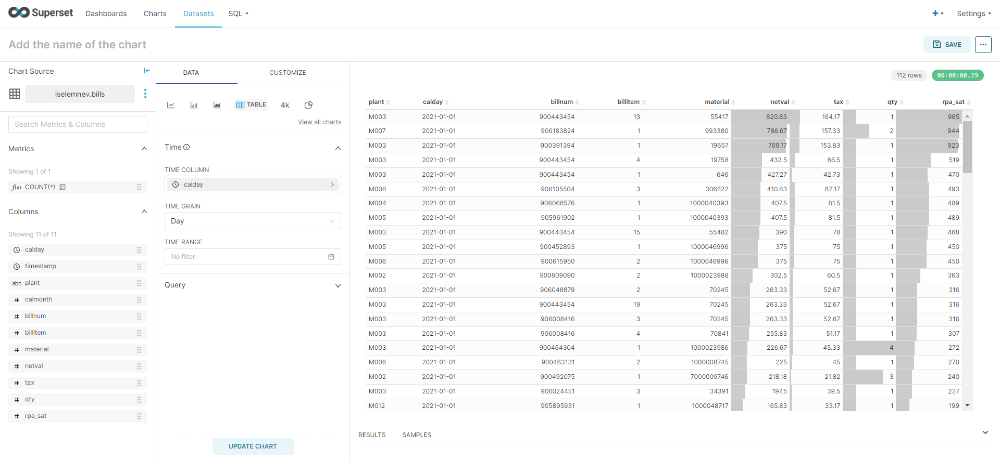 Superset Dashboards Charts Datasets SQL Settings
Add the name of the chart SAVE
Chart Source
iselemnev.bills
Search Metrics & Columns
Metrics
Showing 1 of 1
f(x) COUNT(*)
Columns
Showing 11 of 11
calday
timestamp
abc plant
# calmonth
# billnum
# billitem
# material
# netval
# tax
# qty
# rpa_sat
DATA CUSTOMIZE
TABLE 4k
View all charts
Time
TIME COLUMN
calday
TIME GRAIN
Day
TIME RANGE
No filter
Query
UPDATE CHART
112 rows 00:00:00.29
plant calday billnum billitem material netval tax qty rpa_sat
M003 2021-01-01 900443454 13 55417 820.83 164.17 1 985
M007 2021-01-01 906183824 1 993380 786.67 157.33 2 944
M003 2021-01-01 900391394 1 19657 769.17 153.83 1 923
M003 2021-01-01 900443454 4 19758 432.5 86.5 1 519
M003 2021-01-01 900443454 1 646 427.27 42.73 1 470
M008 2021-01-01 906105504 3 306522 410.83 82.17 1 493
M004 2021-01-01 906068576 1 1000040393 407.5 81.5 1 489
M005 2021-01-01 905961902 1 1000040393 407.5 81.5 1 489
M003 2021-01-01 900443454 15 55482 390 78 1 468
M005 2021-01-01 900452893 1 1000046996 375 75 1 450
M006 2021-01-01 900615950 2 1000046996 375 75 1 450
M002 2021-01-01 900809090 2 1000023988 302.5 60.5 1 363
M003 2021-01-01 906048879 2 70245 263.33 52.67 1 316
M003 2021-01-01 900443454 19 70245 263.33 52.67 1 316
M003 2021-01-01 906008416 3 70245 263.33 52.67 1 316
M003 2021-01-01 906008416 4 70841 255.83 51.17 1 307
M003 2021-01-01 900464304 1 1000023986 226.67 45.33 4 272
M006 2021-01-01 900463131 2 1000008745 225 45 1 270
M002 2021-01-01 900492075 1 7000009746 218.18 21.82 3 240
M003 2021-01-01 906024451 3 34391 197.5 39.5 1 237
M012 2021-01-01 905895931 1 1000048717 165.83 33.17 1 199
RESULTS SAMPLES